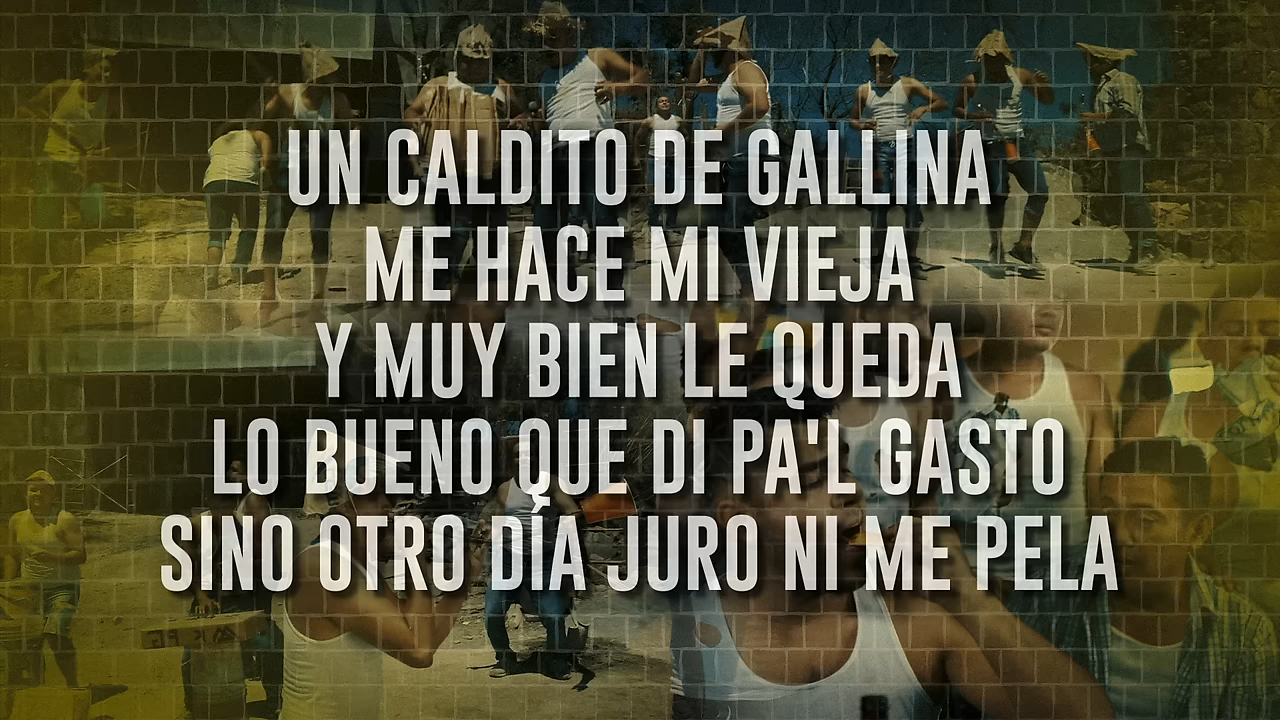 UN CALDITO DE GALLINA
ME HACE MI VIEJA
Y MUY BIEN LE QUEDA
LO BUENO QUE DI PA'L GASTO
SINO OTRO DÍA JURO NI ME PELA